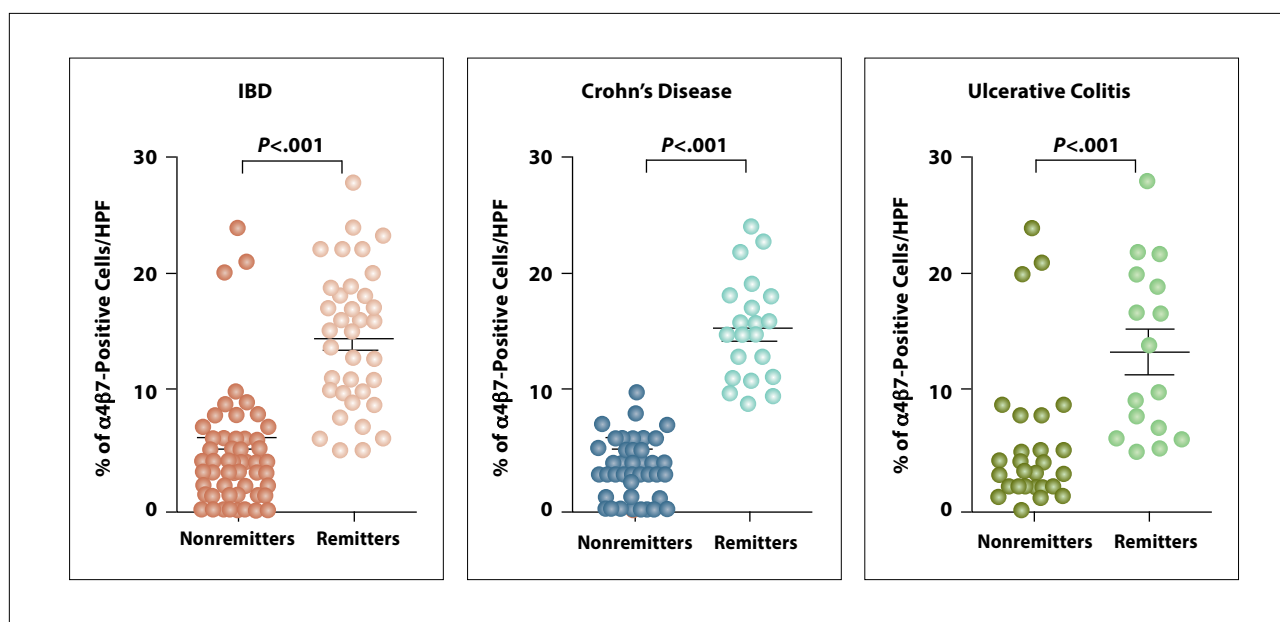 IBD
P<.001
% of α4β7-Positive Cells/HPF
30
20
10
0
Nonremitters Remitters
Crohn’s Disease
P<.001
% of α4β7-Positive Cells/HPF
30
20
10
0
Nonremitters Remitters
Ulcerative Colitis
P<.001
% of α4β7-Positive Cells/HPF
30
20
10
0
Nonremitters Remitters